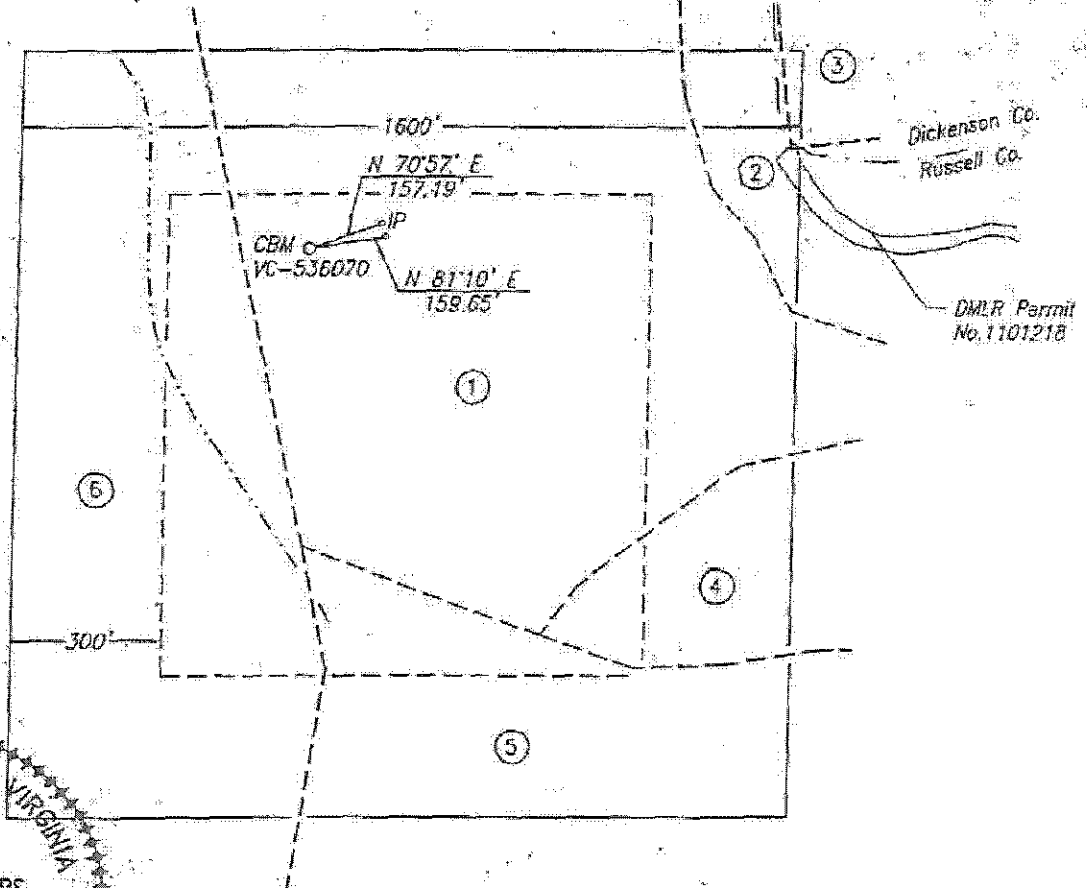 3
1600'
Dickenson Co.
Russell Co.
2
N 70°57' E
157.19'
IP
CBM
VC-536070
N 81°10' E
159.65'
DMLR Permit
No.1101218
1
6
4
300'
5
VIRGINIA